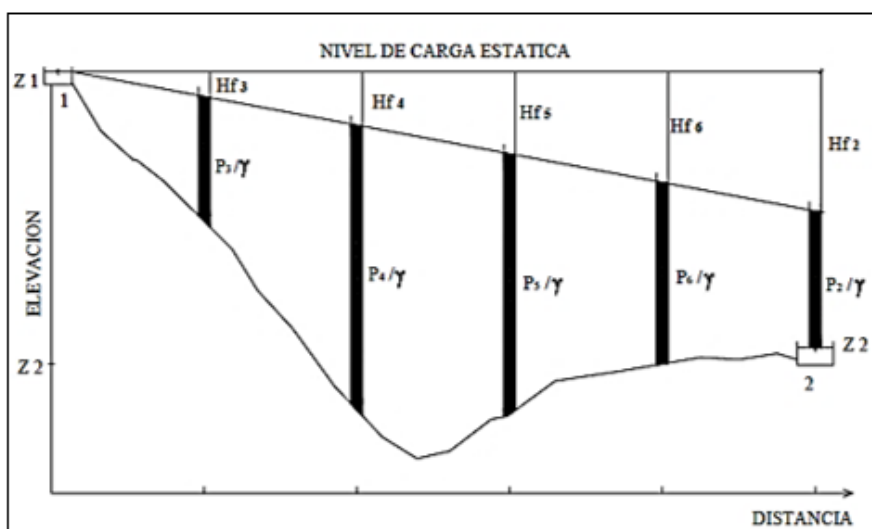 NIVEL DE CARGA ESTATICA
Z 1
1
Hf 3
Hf 4
Hf 5
Hf 6
Hf 2
P₃/γ
P₄/γ
P₅/γ
P₆/γ
P₂/γ
ELEVACION
Z 2
Z 2
2
DISTANCIA